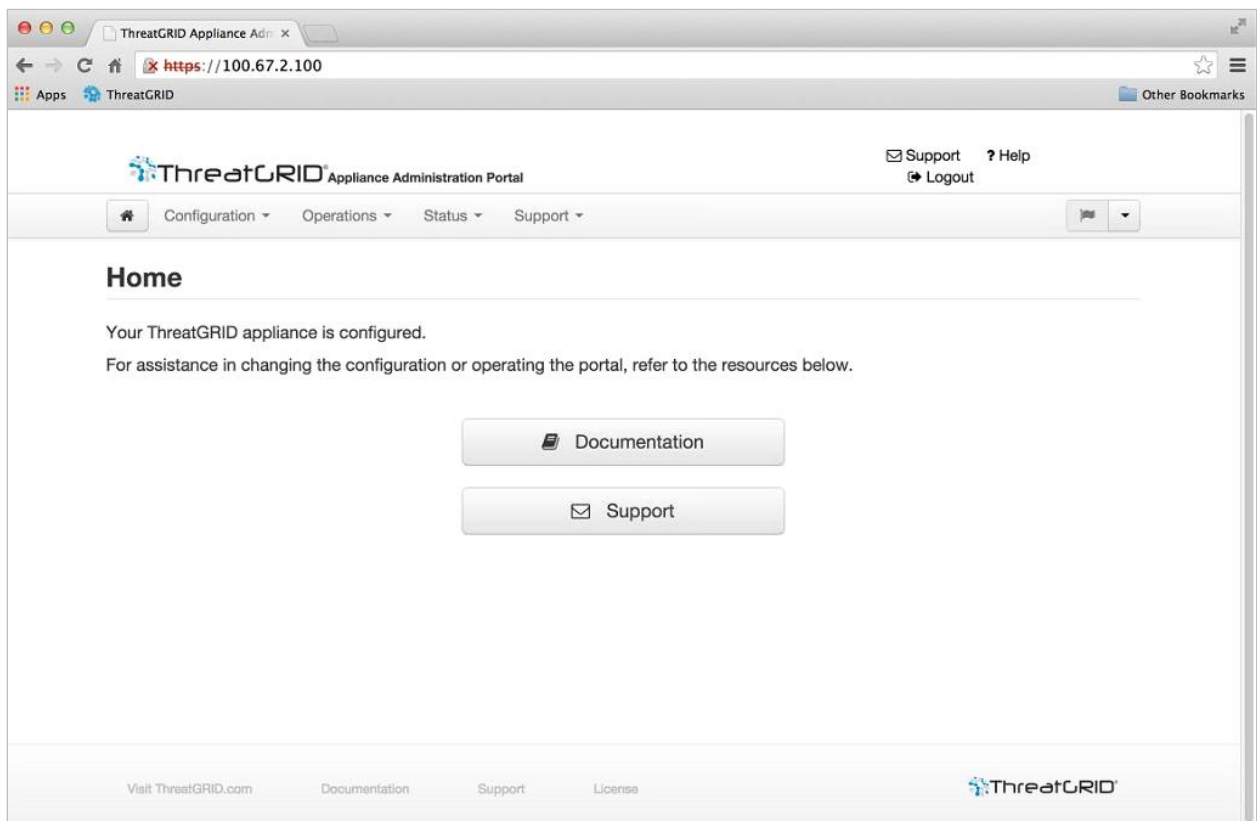 ThreatGRID Appliance Adm
https://100.67.2.100
Apps ThreatGRID Other Bookmarks
ThreatGRID® Appliance Administration Portal
Support ? Help
Logout
Configuration Operations Status Support
Home
Your ThreatGRID appliance is configured.
For assistance in changing the configuration or operating the portal, refer to the resources below.
Documentation
Support
Visit ThreatGRID.com Documentation Support License ThreatGRID®